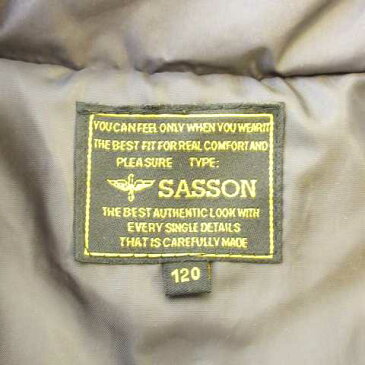 YOU CAN FEEL ONLY WHEN YOU WEAR IT
THE BEST FIT FOR REAL COMFORT AND
PLEASURE TYPE:
SASSON
THE BEST AUTHENTIC LOOK WITH
EVERY SINGLE DETAILS
THAT IS CAREFULLY MADE
120